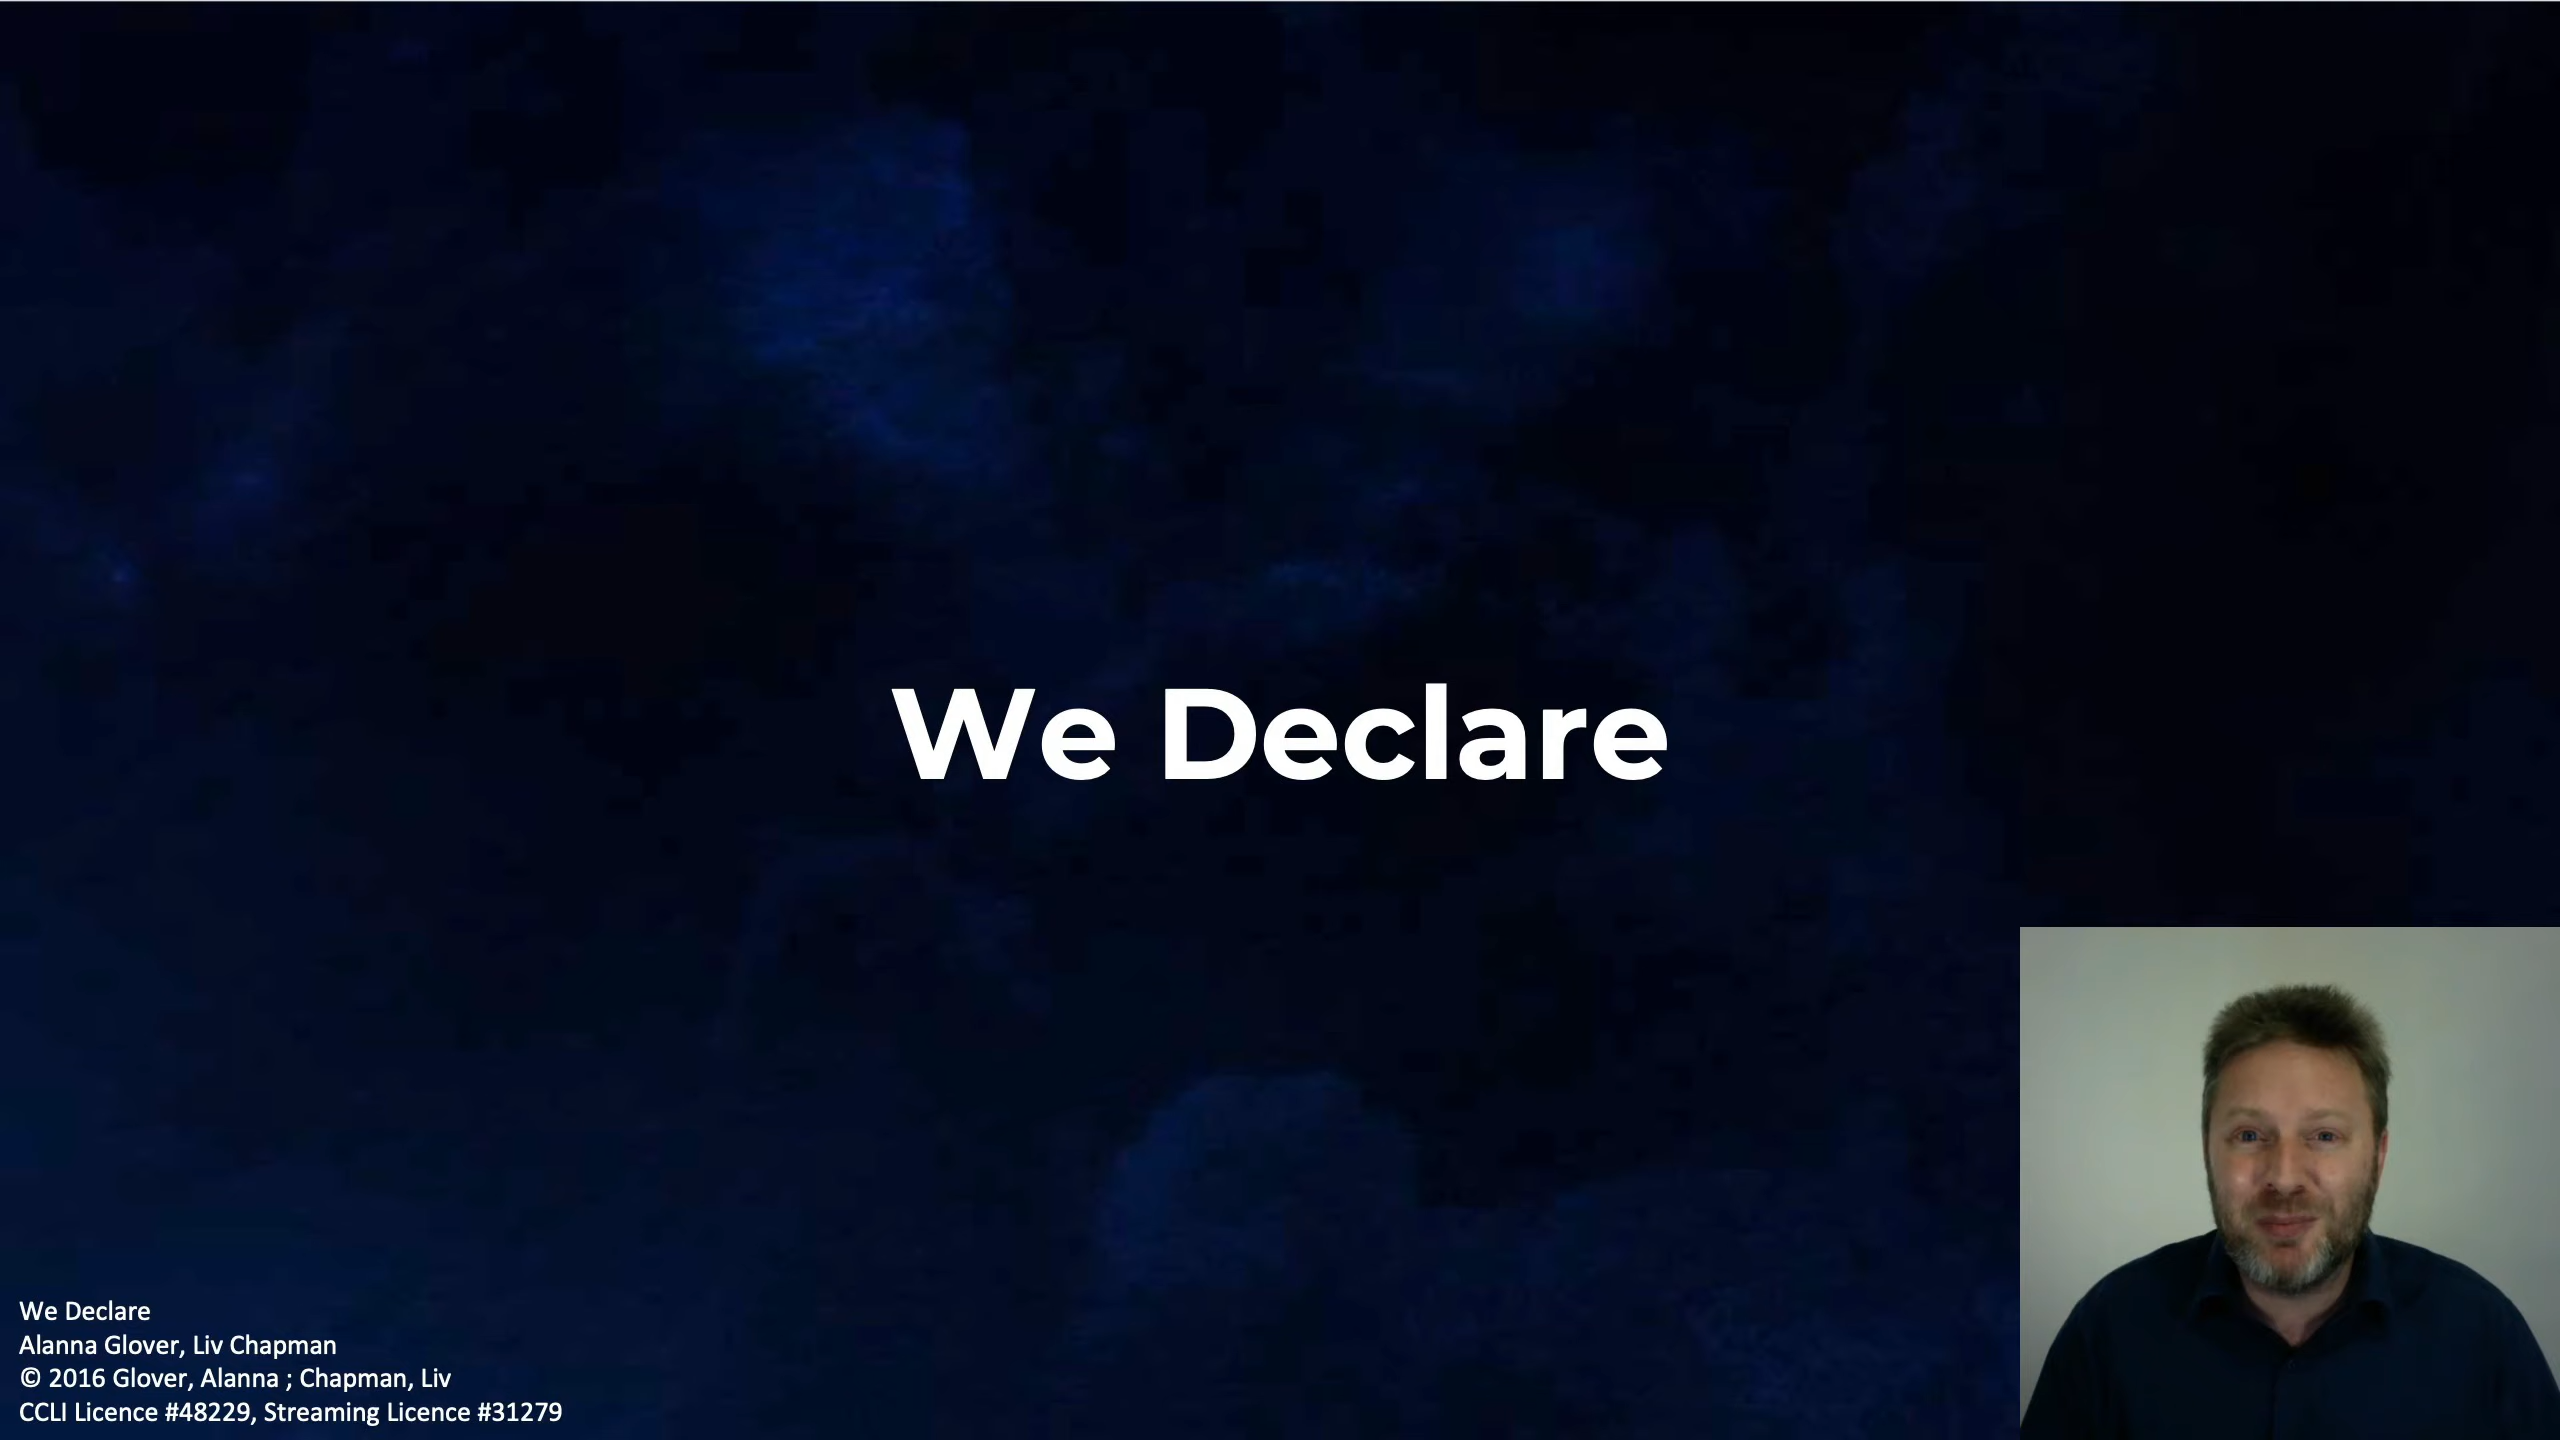 We Declare
We Declare
Alanna Glover, Liv Chapman
© 2016 Glover, Alanna ; Chapman, Liv
CCLI Licence #48229, Streaming Licence #31279